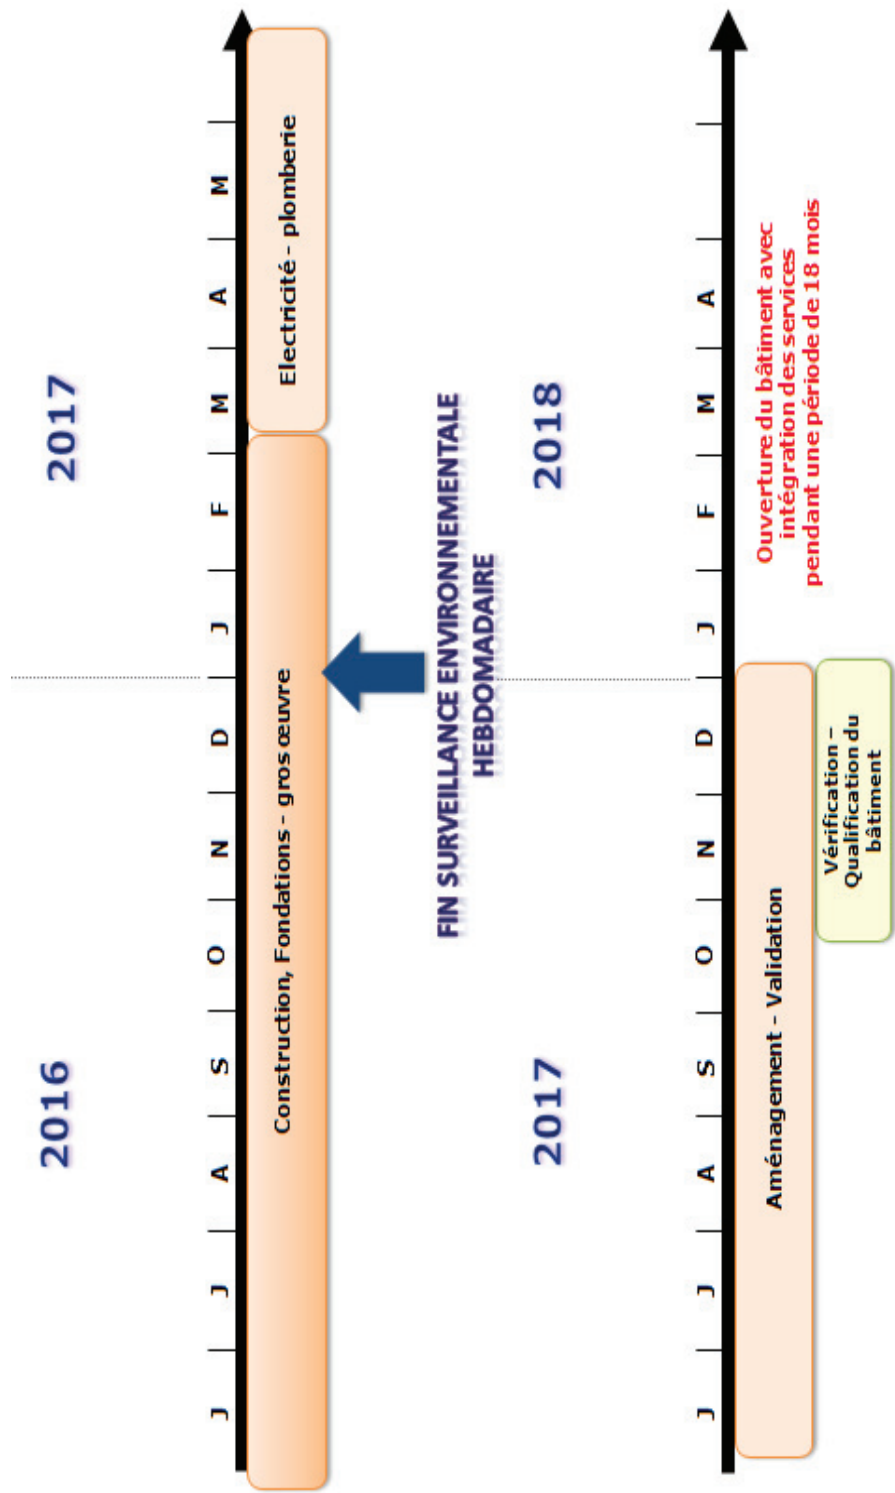 2016
2017
J J A S O N D J F M A M
Construction, Fondations – gros œuvre
Electricité – plomberie
FIN SURVEILLANCE ENVIRONNEMENTALE
HEBDOMADAIRE
2017
2018
J J A S O N D J F M A
Aménagement – Validation
Ouverture du bâtiment avec
intégration des services
pendant une période de 18 mois
Vérification –
Qualification du
bâtiment